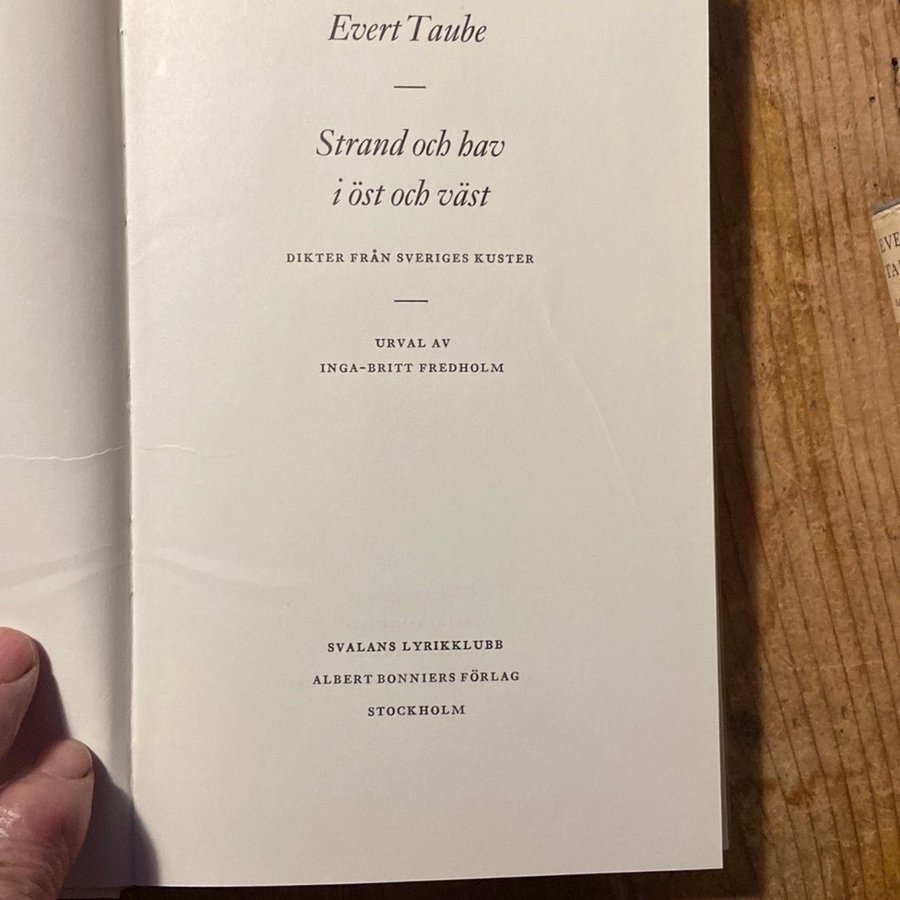 Evert Taube
Strand och hav
i öst och väst
DIKTER FRÅN SVERIGES KUSTER
URVAL AV
INGA-BRITT FREDHOLM
SVALANS LYRIKKLUBB
ALBERT BONNIERS FÖRLAG
STOCKHOLM